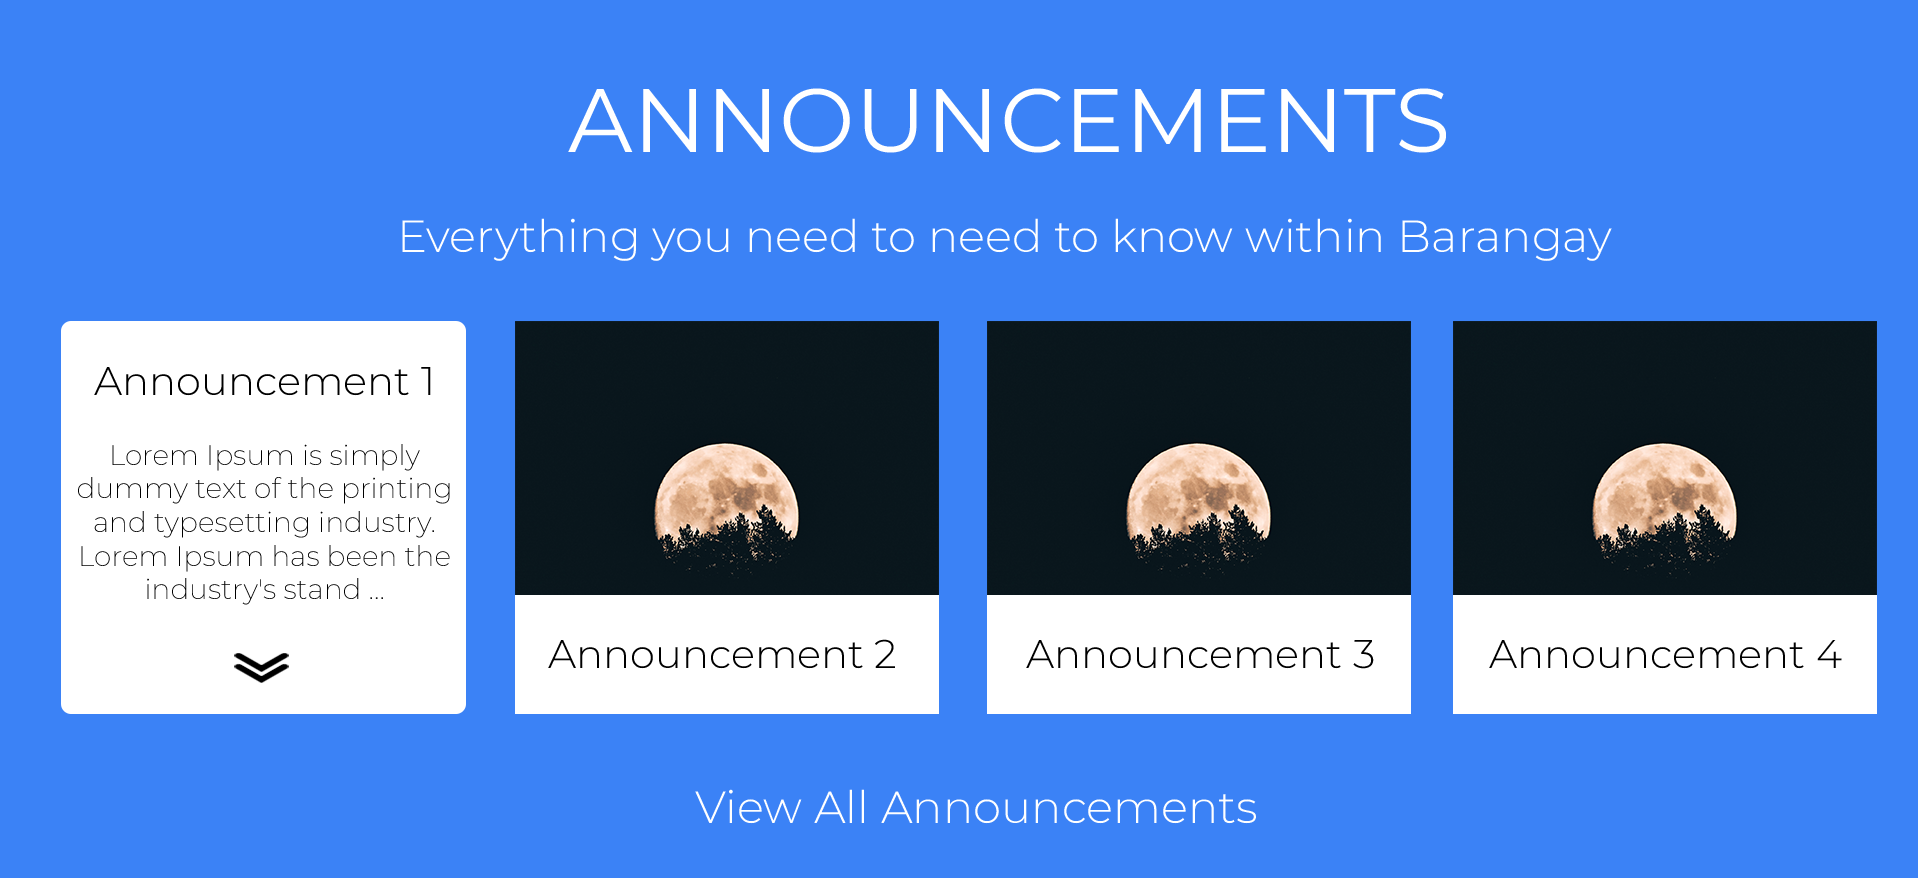 ANNOUNCEMENTS
Everything you need to need to know within Barangay
Announcement 1
Lorem Ipsum is simply
dummy text of the printing
and typesetting industry.
Lorem Ipsum has been the
industry's stand ...
Announcement 2
Announcement 3
Announcement 4
View All Announcements